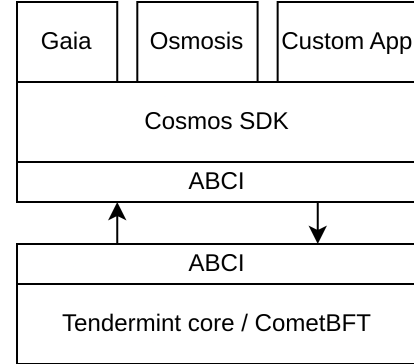 Gaia
Osmosis
Custom App
Cosmos SDK
ABCI
ABCI
Tendermint core / CometBFT